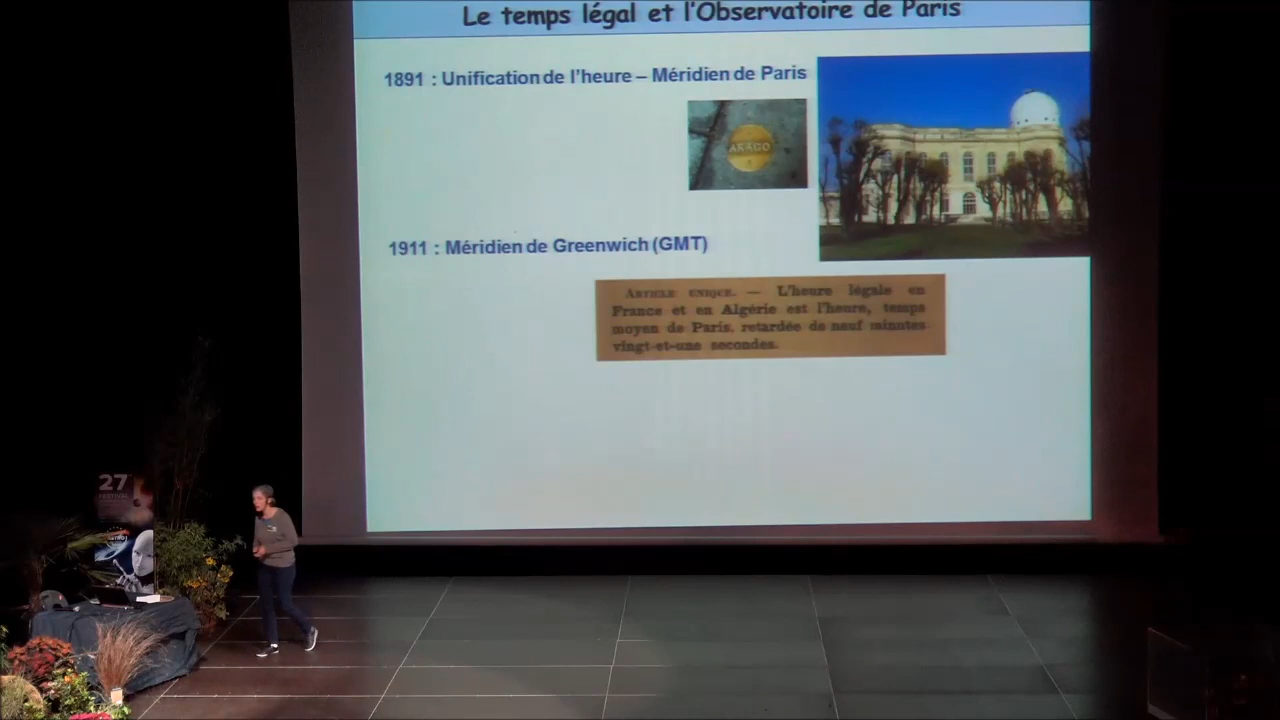 Le temps légal et l'Observatoire de Paris
1891 : Unification de l'heure – Méridien de Paris
ARAGO
1911 : Méridien de Greenwich (GMT)
ARTICLE UNIQUE. — L'heure légale en
France et en Algérie est l'heure, temps
moyen de Paris, retardée de neuf minutes
vingt-et-une secondes.
27
FESTIVAL